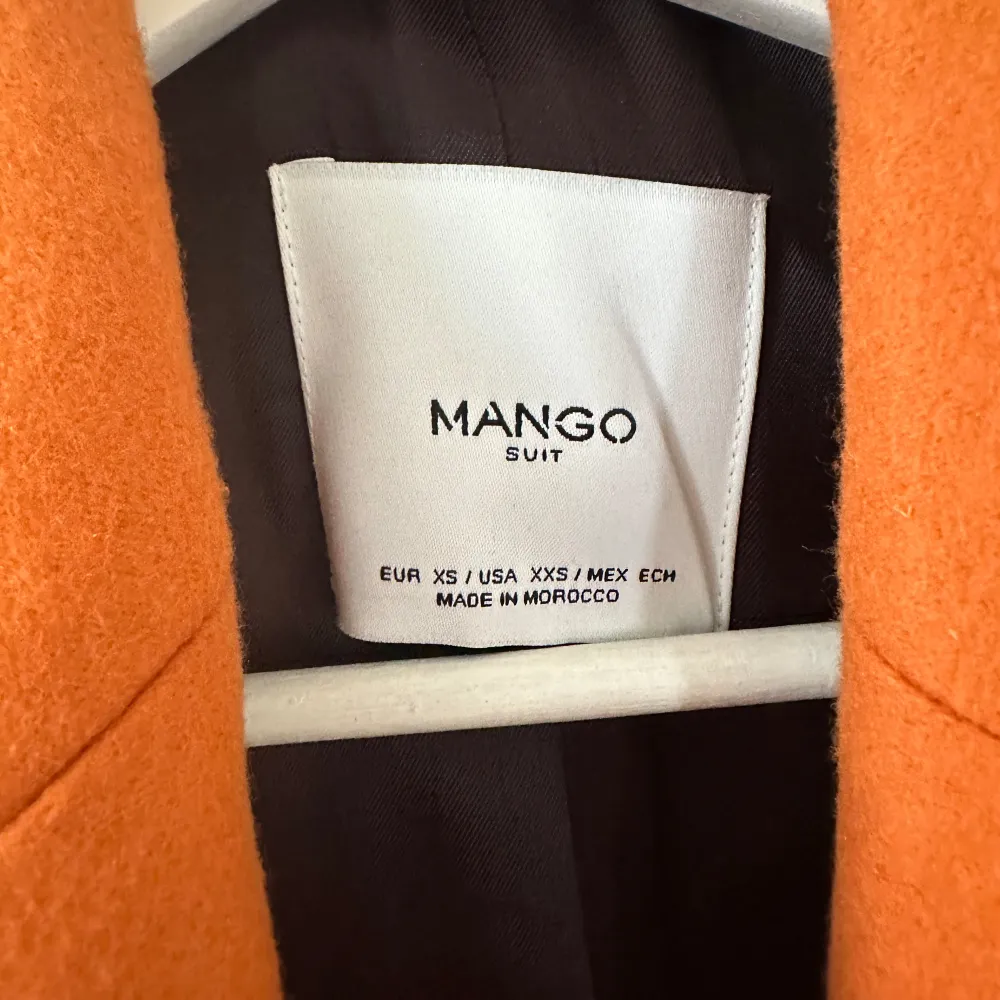 MANGO
SUIT
EUR XS / USA XXS / MEX ECH
MADE IN MOROCCO